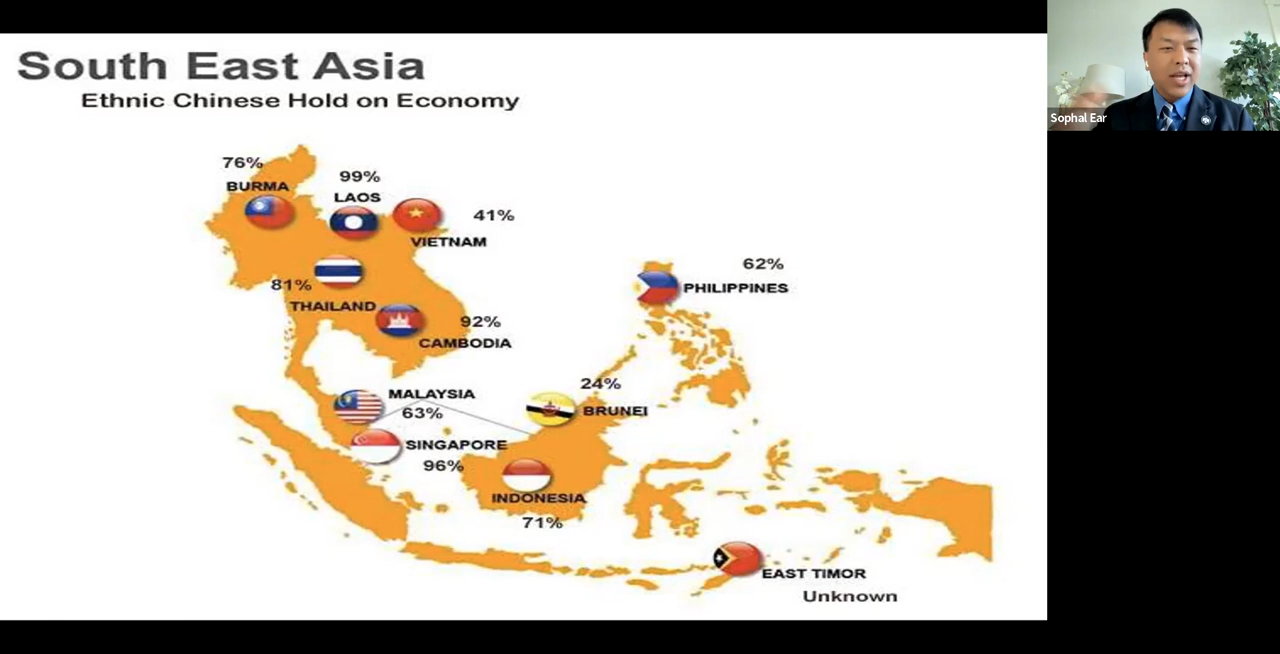 South East Asia
Ethnic Chinese Hold on Economy
Sophal Ear
76%
BURMA
99%
LAOS
41%
VIETNAM
81%
THAILAND
92%
CAMBODIA
62%
PHILIPPINES
MALAYSIA
63%
24%
BRUNEI
SINGAPORE
96%
INDONESIA
71%
EAST TIMOR
Unknown